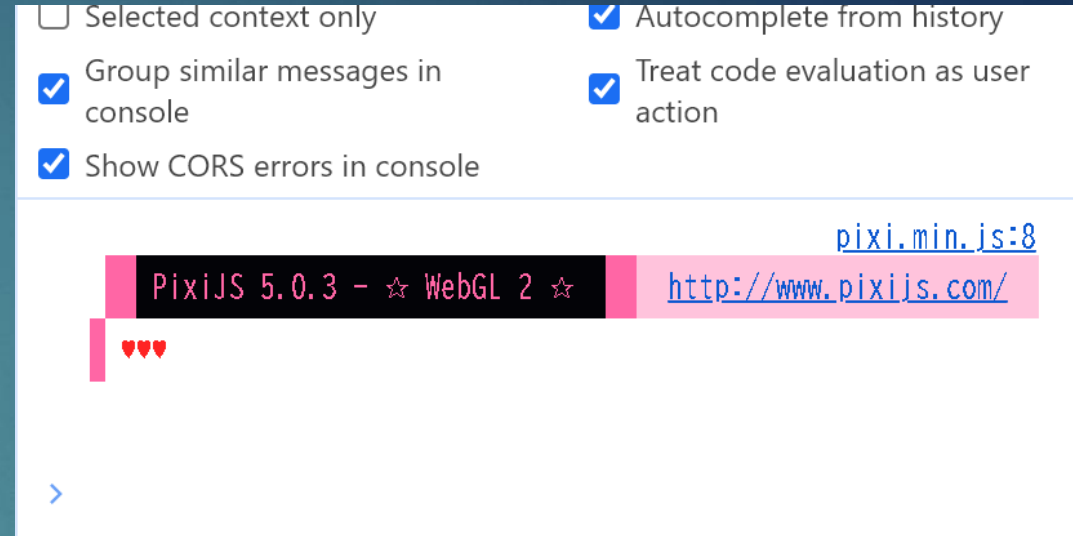 Selected context only
Autocomplete from history
Group similar messages in
console
Treat code evaluation as user
action
Show CORS errors in console
pixi.min.js:8
PixiJS 5.0.3 - ☆ WebGL 2 ☆ http://www.pixijs.com/
♥♥♥
>